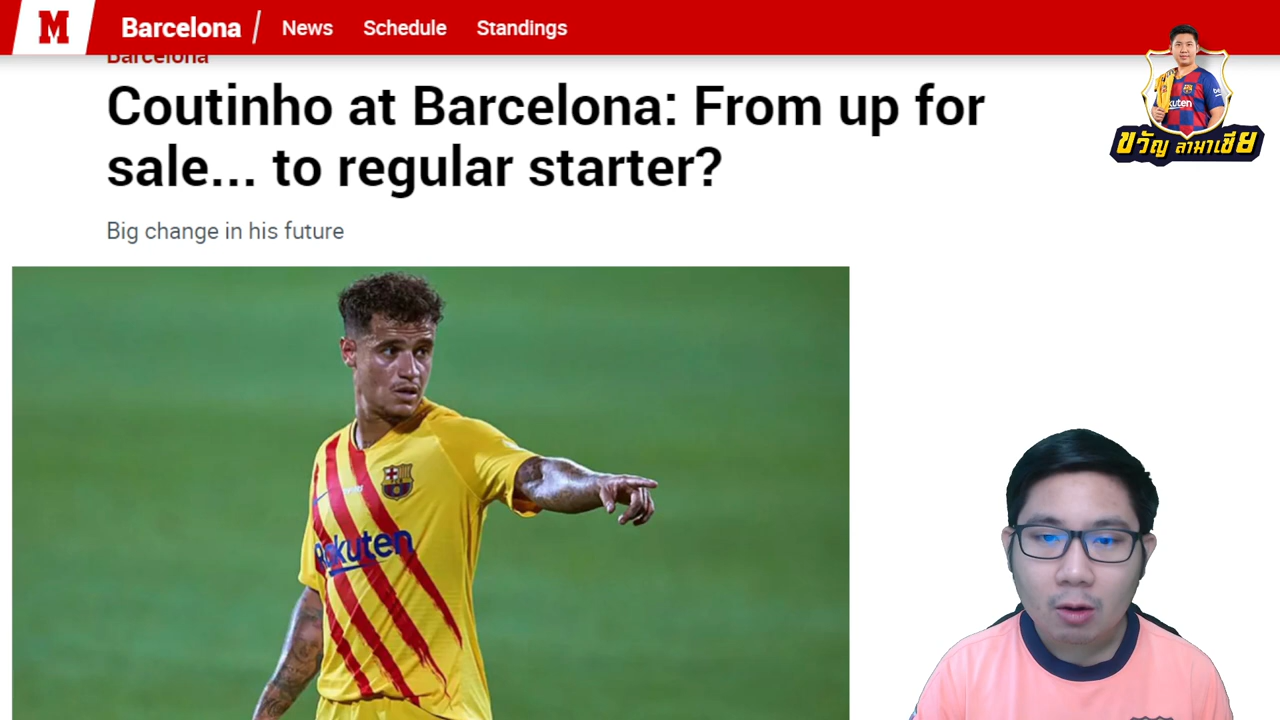 M
Barcelona / News Schedule Standings
Barcelona
Coutinho at Barcelona: From up for
sale... to regular starter?
Big change in his future
ขวัญ ลามาเซีย
Rakuten